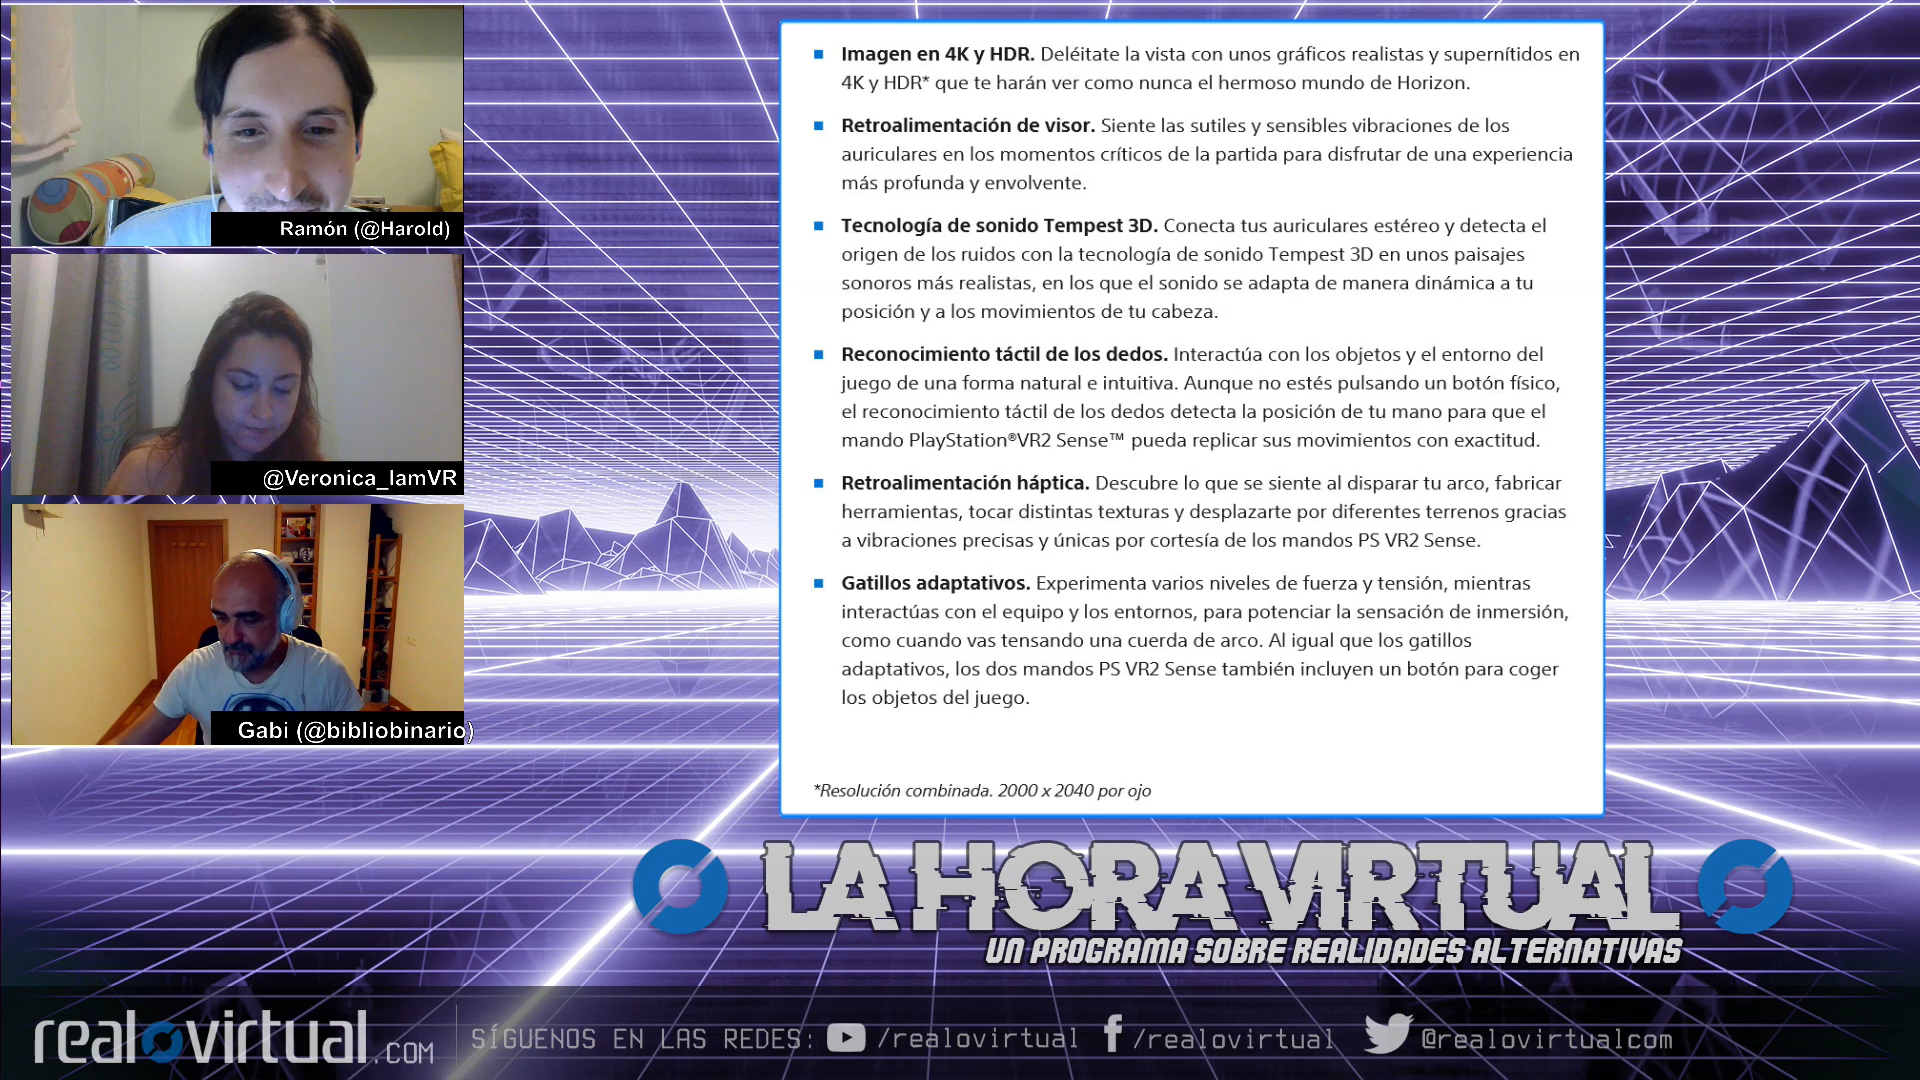 Ramón (@Harold)
@Veronica_IamVR
Gabi (@bibliobinario)
Imagen en 4K y HDR. Deléitate la vista con unos gráficos realistas y supernítidos en
4K y HDR* que te harán ver como nunca el hermoso mundo de Horizon.
Retroalimentación de visor. Siente las sutiles y sensibles vibraciones de los
auriculares en los momentos críticos de la partida para disfrutar de una experiencia
más profunda y envolvente.
Tecnología de sonido Tempest 3D. Conecta tus auriculares estéreo y detecta el
origen de los ruidos con la tecnología de sonido Tempest 3D en unos paisajes
sonoros más realistas, en los que el sonido se adapta de manera dinámica a tu
posición y a los movimientos de tu cabeza.
Reconocimiento táctil de los dedos. Interactúa con los objetos y el entorno del
juego de una forma natural e intuitiva. Aunque no estés pulsando un botón físico,
el reconocimiento táctil de los dedos detecta la posición de tu mano para que el
mando PlayStation®VR2 Sense™ pueda replicar sus movimientos con exactitud.
Retroalimentación háptica. Descubre lo que se siente al disparar tu arco, fabricar
herramientas, tocar distintas texturas y desplazarte por diferentes terrenos gracias
a vibraciones precisas y únicas por cortesía de los mandos PS VR2 Sense.
Gatillos adaptativos. Experimenta varios niveles de fuerza y tensión, mientras
interactúas con el equipo y los entornos, para potenciar la sensación de inmersión,
como cuando vas tensando una cuerda de arco. Al igual que los gatillos
adaptativos, los dos mandos PS VR2 Sense también incluyen un botón para coger
los objetos del juego.
*Resolución combinada. 2000 x 2040 por ojo
LA HORA VIRTUAL
UN PROGRAMA SOBRE REALIDADES ALTERNATIVAS
realovirtual.COM
SÍGUENOS EN LAS REDES: /realovirtual /realovirtual @realovirtualcom